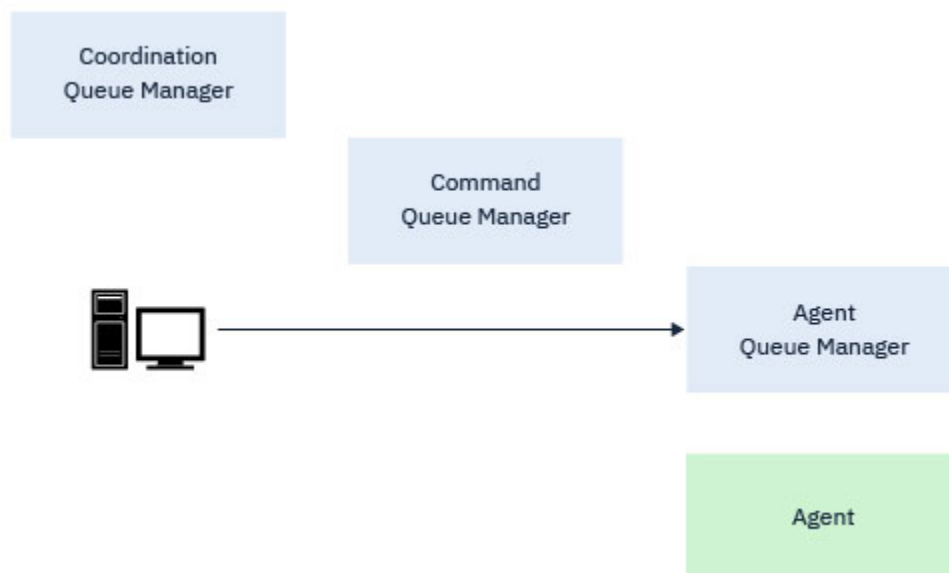 Coordination
Queue Manager
Command
Queue Manager
Agent
Queue Manager
Agent